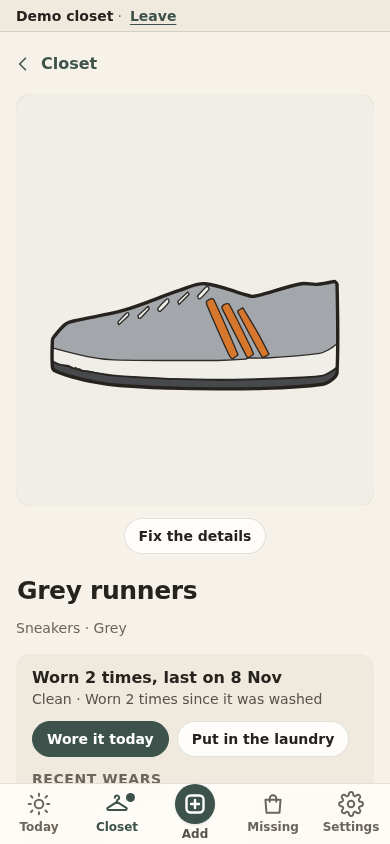 Demo closet · Leave
Closet
Fix the details
Grey runners
Sneakers · Grey
Worn 2 times, last on 8 Nov
Clean · Worn 2 times since it was washed
Wore it today
Put in the laundry
RECENT WEARS
Today
Closet
Add
Missing
Settings